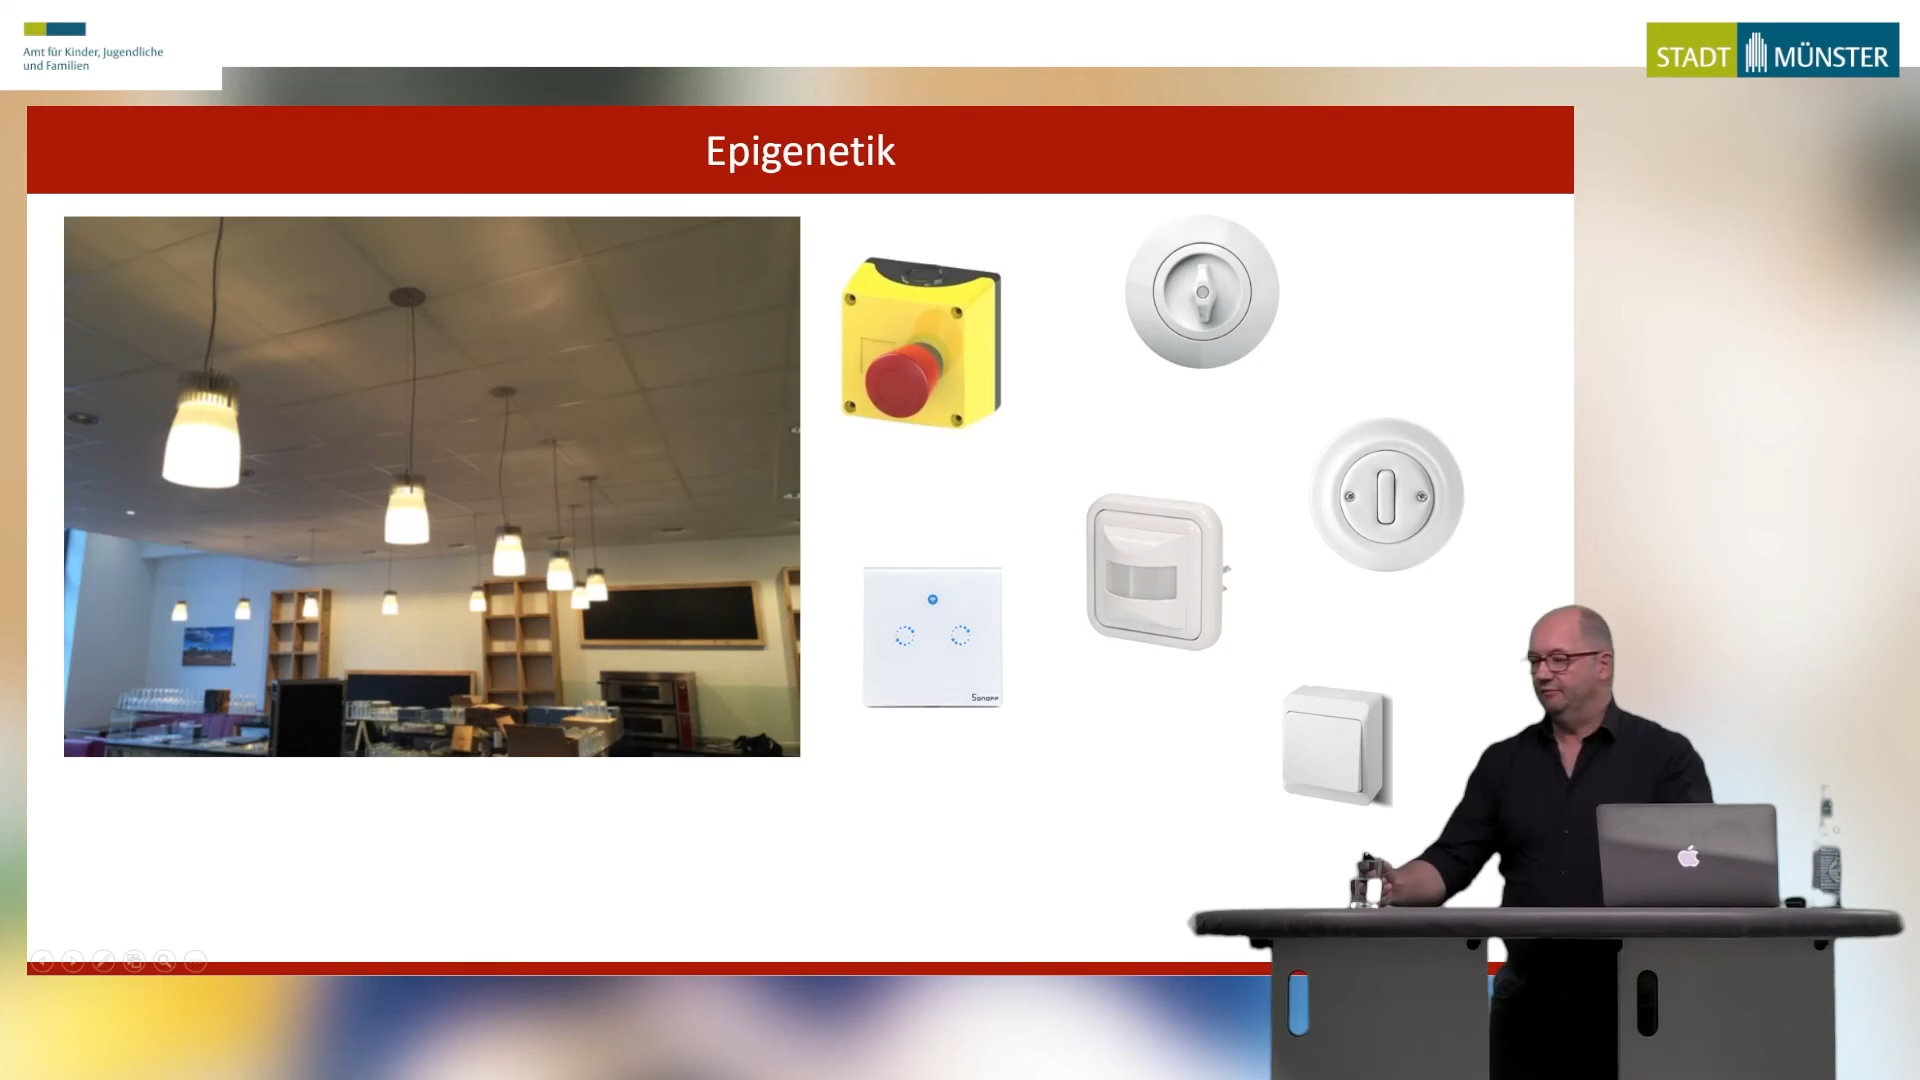 Amt für Kinder, Jugendliche
und Familien
STADT MÜNSTER
Epigenetik
Sonoff